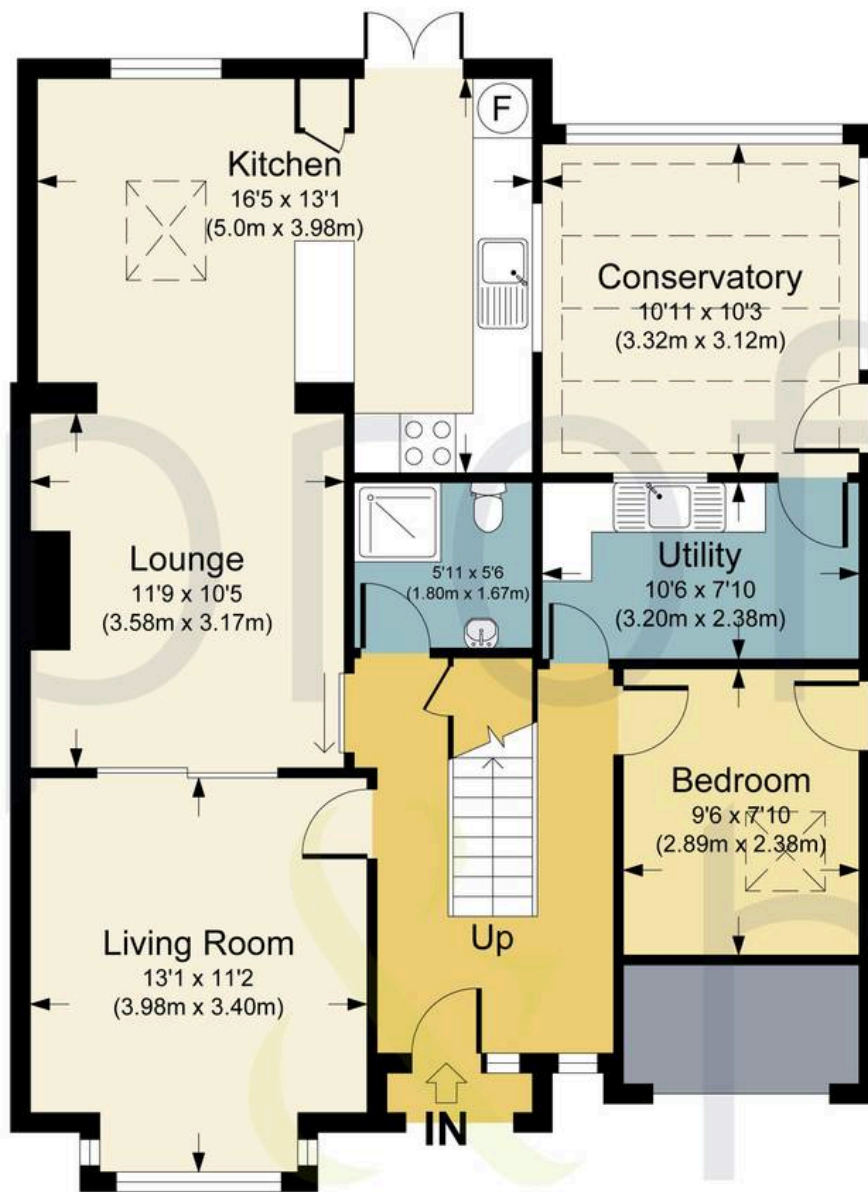 Kitchen
16'5 x 13'1
(5.0m x 3.98m)
F
Conservatory
10'11 x 10'3
(3.32m x 3.12m)
Lounge
11'9 x 10'5
(3.58m x 3.17m)
5'11 x 5'6
(1.80m x 1.67m)
Utility
10'6 x 7'10
(3.20m x 2.38m)
Bedroom
9'6 x 7'10
(2.89m x 2.38m)
Living Room
13'1 x 11'2
(3.98m x 3.40m)
Up
IN
prof
&
h